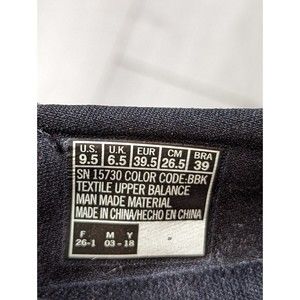 U.S. U.K. EUR CM BRA
9.5 6.5 39.5 26.5 39
SN 15730 COLOR CODE:BBK
TEXTILE UPPER BALANCE
MAN MADE MATERIAL
MADE IN CHINA/HECHO EN CHINA
F M Y
26-1 03-18